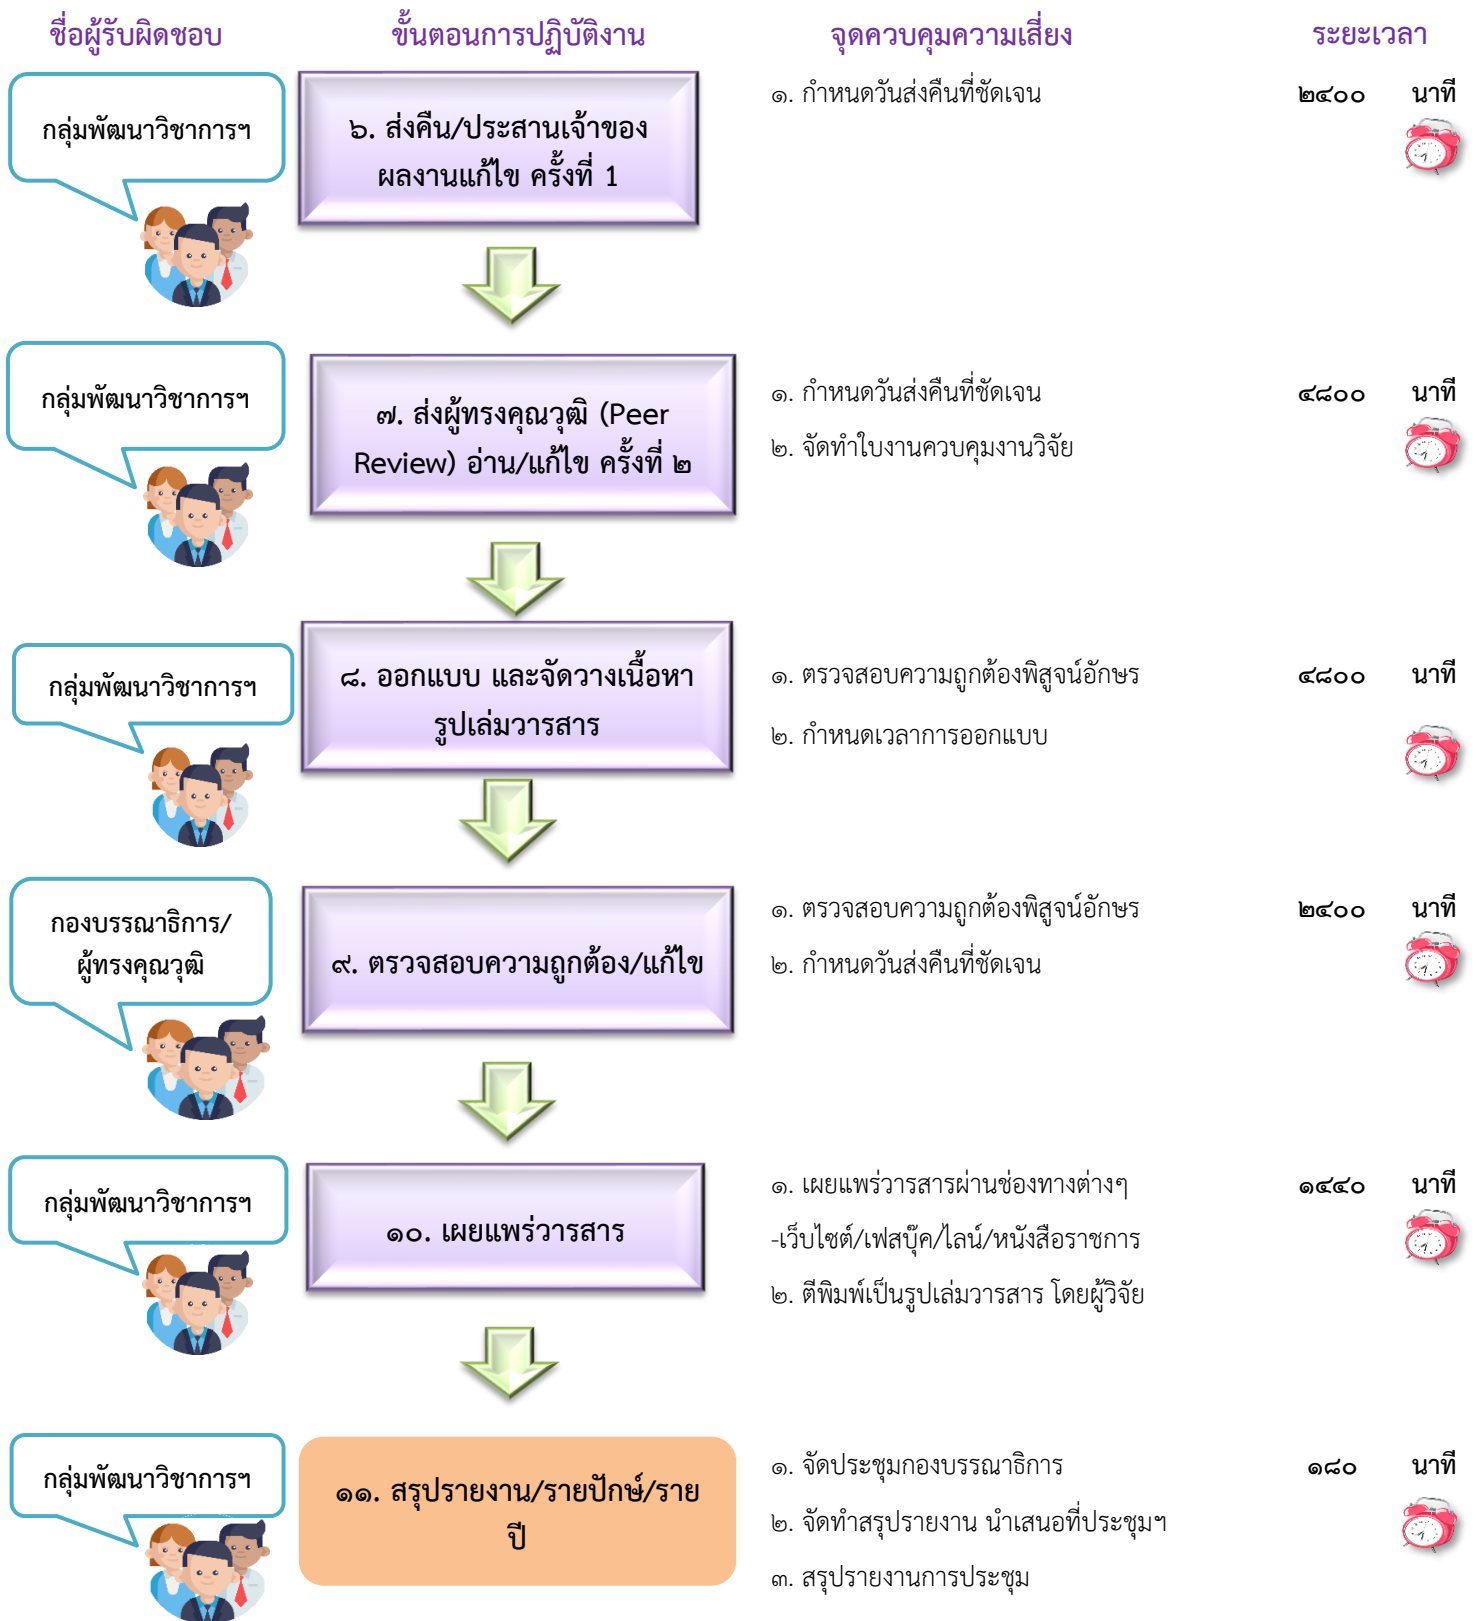 ชื่อผู้รับผิดชอบ ขั้นตอนการปฏิบัติงาน จุดควบคุมความเสี่ยง ระยะเวลา
กลุ่มพัฒนาวิชาการฯ
๖. ส่งคืน/ประสานเจ้าของ
ผลงานแก้ไข ครั้งที่ 1
๑. กำหนดวันส่งคืนที่ชัดเจน
๒๔๐๐ นาที
กลุ่มพัฒนาวิชาการฯ
๗. ส่งผู้ทรงคุณวุฒิ (Peer
Review) อ่าน/แก้ไข ครั้งที่ ๒
๑. กำหนดวันส่งคืนที่ชัดเจน
๒. จัดทำใบงานควบคุมงานวิจัย
๔๘๐๐ นาที
กลุ่มพัฒนาวิชาการฯ
๘. ออกแบบ และจัดวางเนื้อหา
รูปเล่มวารสาร
๑. ตรวจสอบความถูกต้องพิสูจน์อักษร
๒. กำหนดเวลาการออกแบบ
๔๘๐๐ นาที
กองบรรณาธิการ/
ผู้ทรงคุณวุฒิ
๙. ตรวจสอบความถูกต้อง/แก้ไข
๑. ตรวจสอบความถูกต้องพิสูจน์อักษร
๒. กำหนดวันส่งคืนที่ชัดเจน
๒๔๐๐ นาที
กลุ่มพัฒนาวิชาการฯ
๑๐. เผยแพร่วารสาร
๑. เผยแพร่วารสารผ่านช่องทางต่างๆ
-เว็บไซต์/เฟสบุ๊ค/ไลน์/หนังสือราชการ
๒. ตีพิมพ์เป็นรูปเล่มวารสาร โดยผู้วิจัย
๑๔๔๐ นาที
กลุ่มพัฒนาวิชาการฯ
๑๑. สรุปรายงาน/รายปักษ์/ราย
ปี
๑. จัดประชุมกองบรรณาธิการ
๒. จัดทำสรุปรายงาน นำเสนอที่ประชุมฯ
๓. สรุปรายงานการประชุม
๑๘๐ นาที